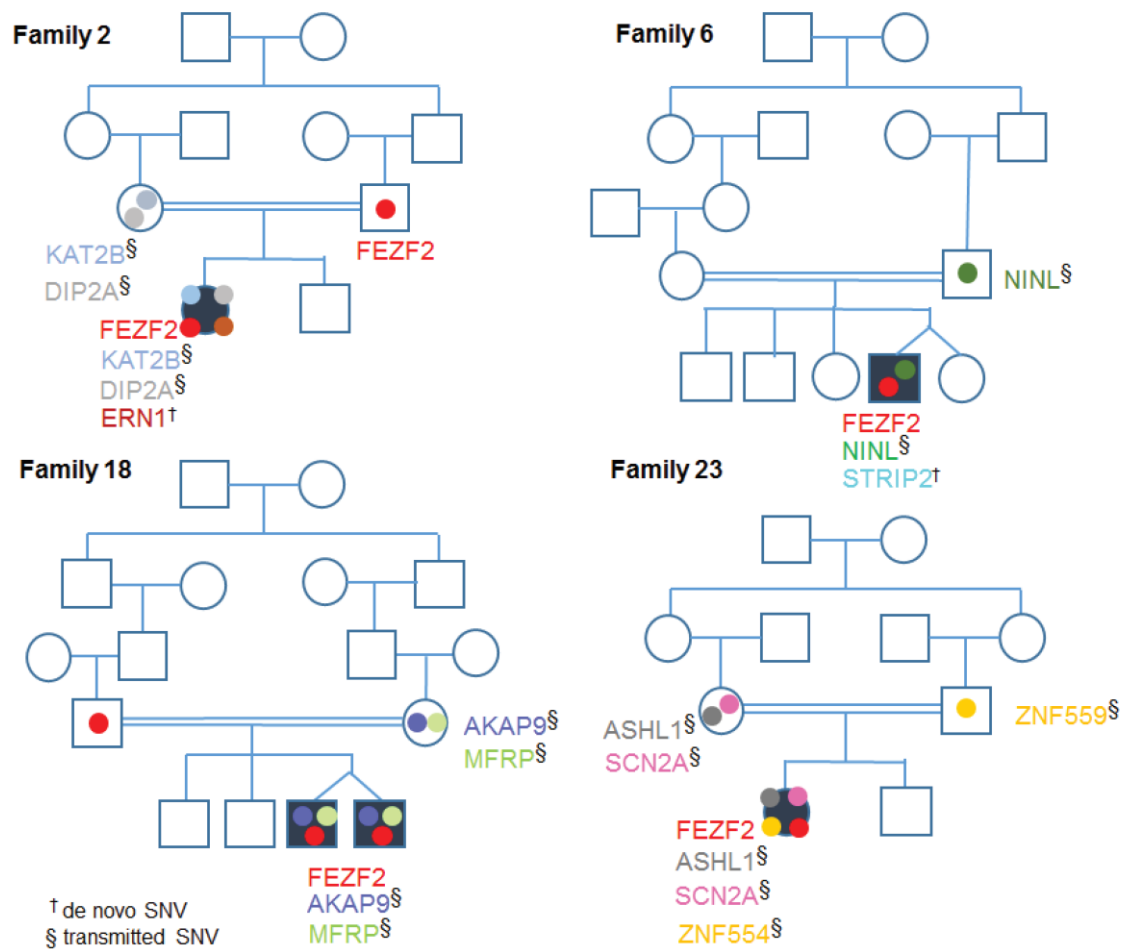 Family 2
KAT2B§
DIP2A§
FEZF2
FEZF2
KAT2B§
DIP2A§
ERN1†
Family 6
NINL§
FEZF2
NINL§
STRIP2†
Family 18
AKAP9§
MFRP§
FEZF2
AKAP9§
MFRP§
† de novo SNV
§ transmitted SNV
Family 23
ASHL1§
SCN2A§
ZNF559§
FEZF2
ASHL1§
SCN2A§
ZNF554§